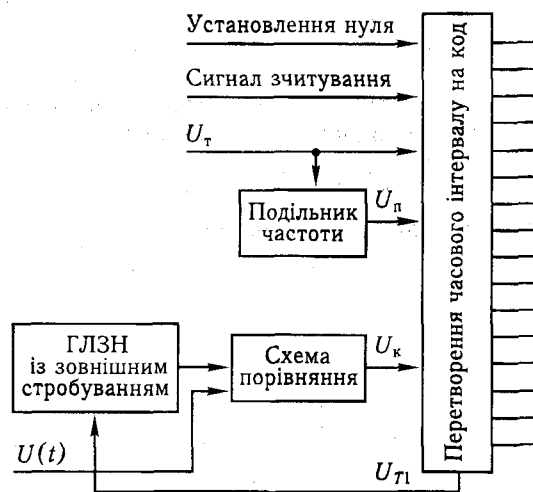 Установлення нуля
Сигнал зчитування
Uт
Подільник
частоти
Uп
Перетворення часового інтервалу на код
ГЛЗН
із зовнішним
стробуванням
Схема
порівняння
Uк
U(t)
UT1